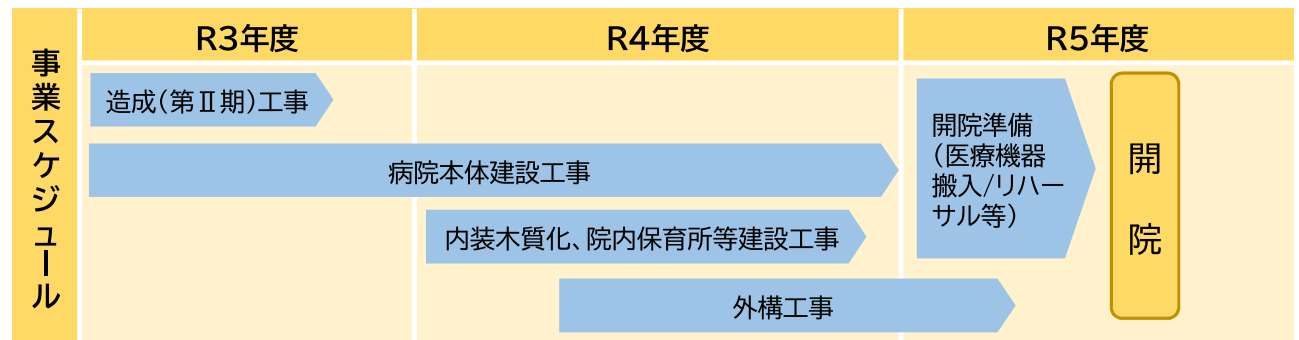 事業スケジュール
R3年度
R4年度
R5年度
造成(第Ⅱ期)工事
病院本体建設工事
内装木質化、院内保育所等建設工事
外構工事
開院準備
(医療機器
搬入/リハー
サル等)
開院